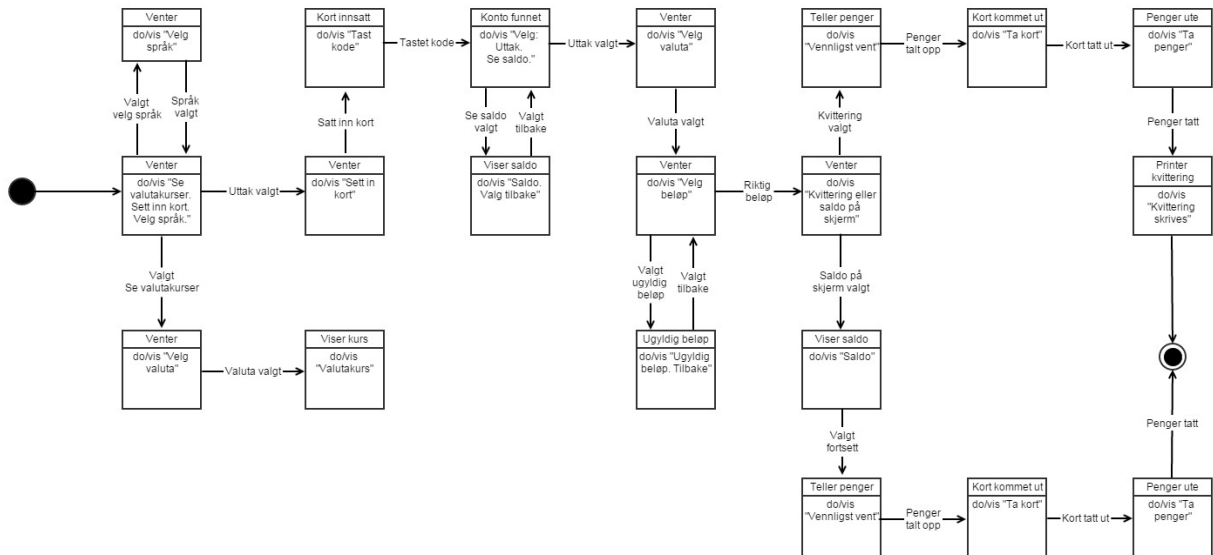 Venter
do/vis "Velg
språk"
Kort innsatt
do/vis "Tast
kode"
Tastet kode
Konto funnet
do/vis "Velg:
Uttak.
Se saldo."
Uttak valgt
Venter
do/vis "Velg
valuta"
Teller penger
do/vis
"Vennligst vent"
Penger
talt opp
Kort kommet ut
do/vis "Ta kort"
Kort tatt ut
Penger ute
do/vis "Ta
penger"
Valgt
velg språk
Språk
valgt
Satt inn kort
Se saldo
valgt
Valgt
tilbake
Valuta valgt
Kvittering
valgt
Penger tatt
Venter
do/vis "Se
valutakurser.
Sett inn kort.
Velg språk."
Uttak valgt
Venter
do/vis "Sett in
kort"
Viser saldo
do/vis "Saldo.
Valg tilbake"
Venter
do/vis "Velg
beløp"
Riktig
beløp
Venter
do/vis
"Kvittering eller
saldo på
skjerm"
Printer
kvittering
do/vis
"Kvittering
skrives"
Valgt
Se valutakurser
Valgt
ugyldig
beløp
Valgt
tilbake
Saldo på
skjerm valgt
Venter
do/vis "Velg
valuta"
Valuta valgt
Viser kurs
do/vis
"Valutakurs"
Ugyldig beløp
do/vis "Ugyldig
beløp. Tilbake"
Viser saldo
do/vis "Saldo"
Valgt
fortsett
Penger tatt
Teller penger
do/vis
"Vennligst vent"
Penger
talt opp
Kort kommet ut
do/vis "Ta kort"
Kort tatt ut
Penger ute
do/vis "Ta
penger"